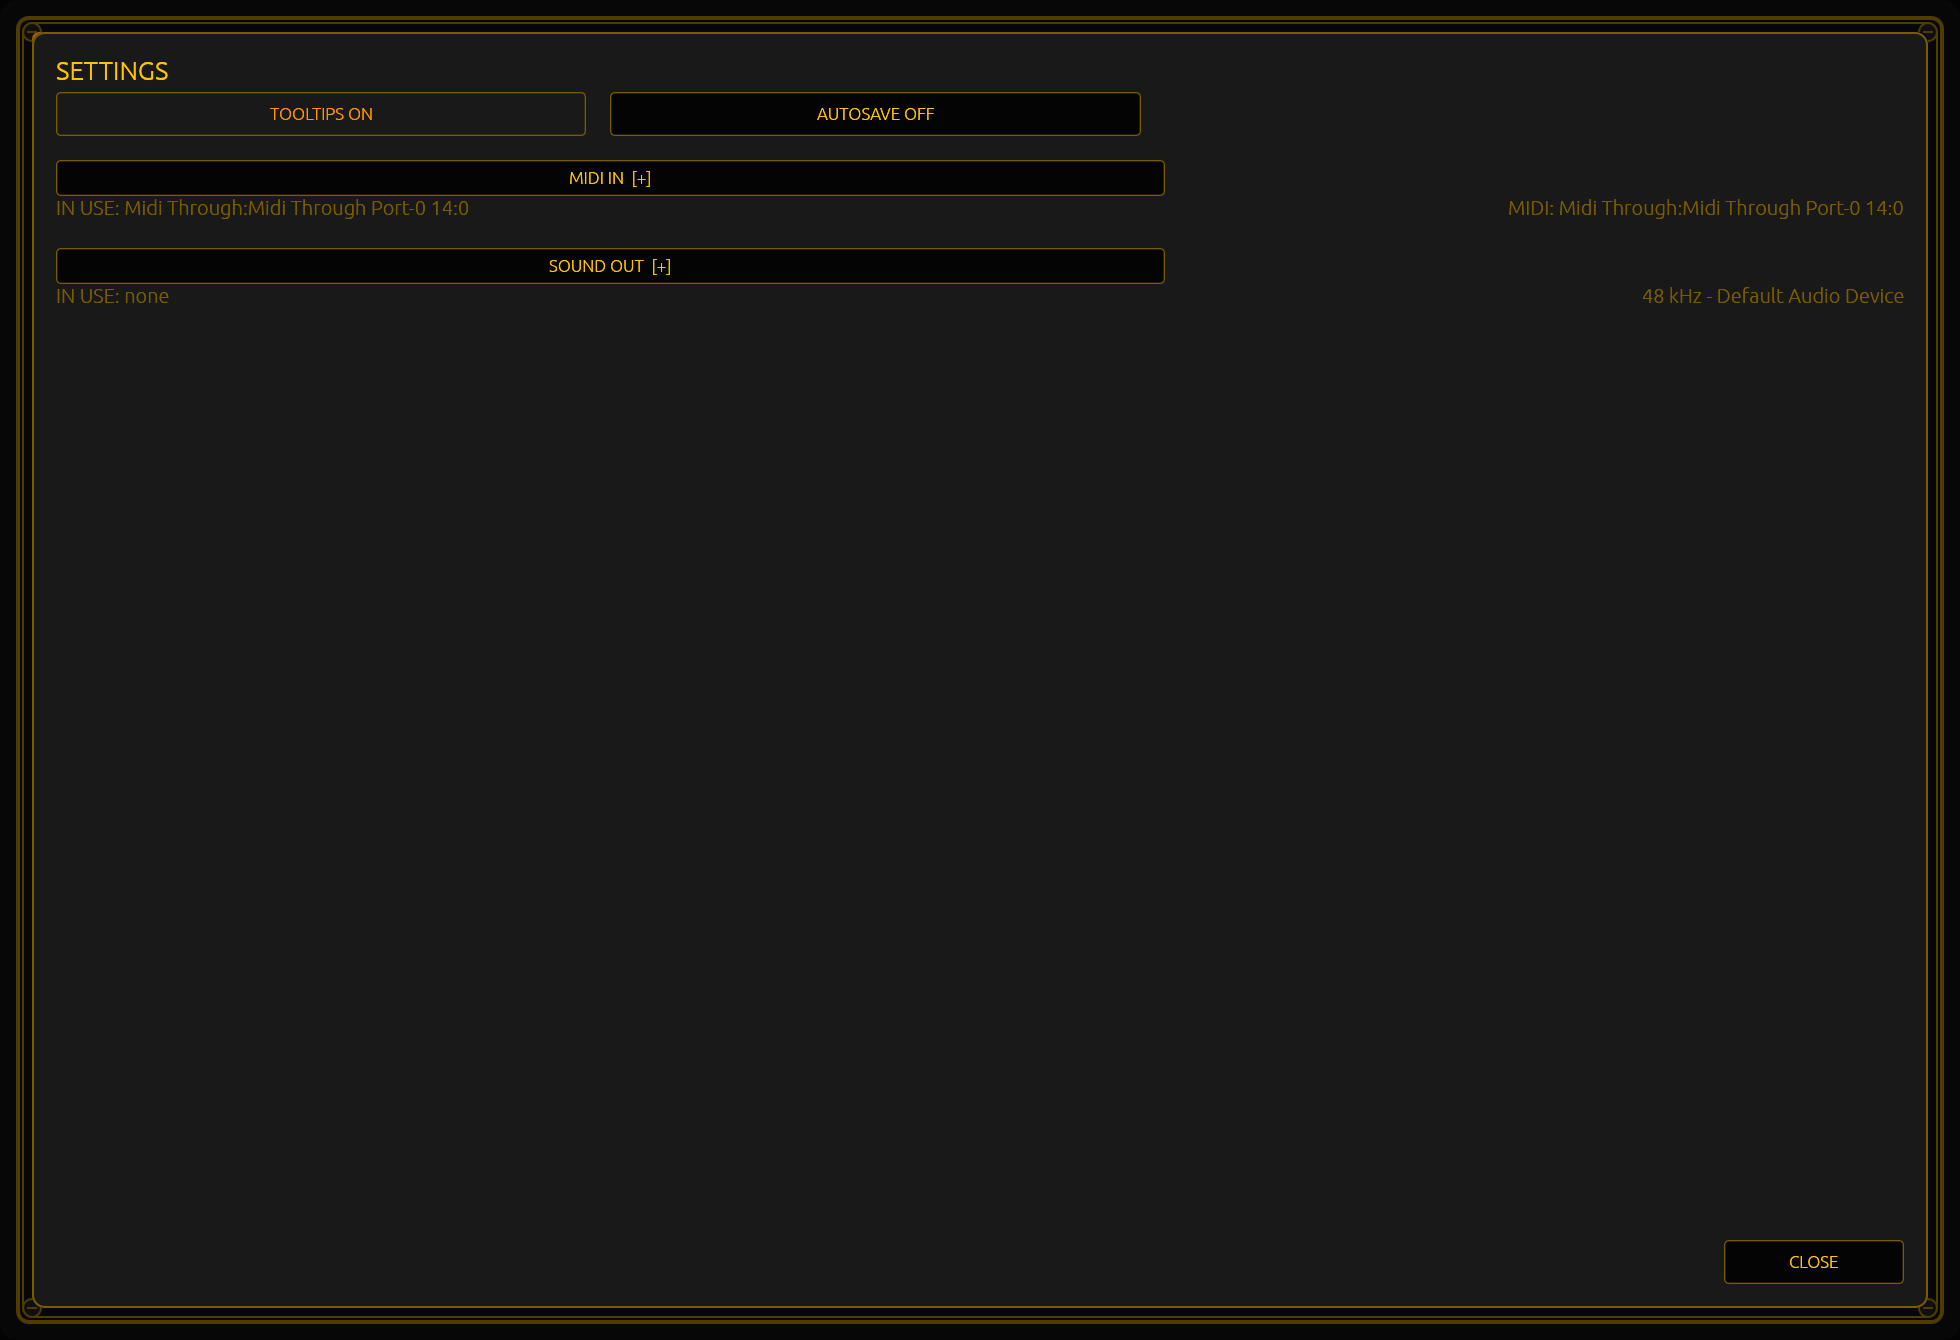 SETTINGS
TOOLTIPS ON
AUTOSAVE OFF
MIDI IN [+]
IN USE: Midi Through:Midi Through Port-0 14:0
MIDI: Midi Through:Midi Through Port-0 14:0
SOUND OUT [+]
IN USE: none
48 kHz - Default Audio Device
CLOSE